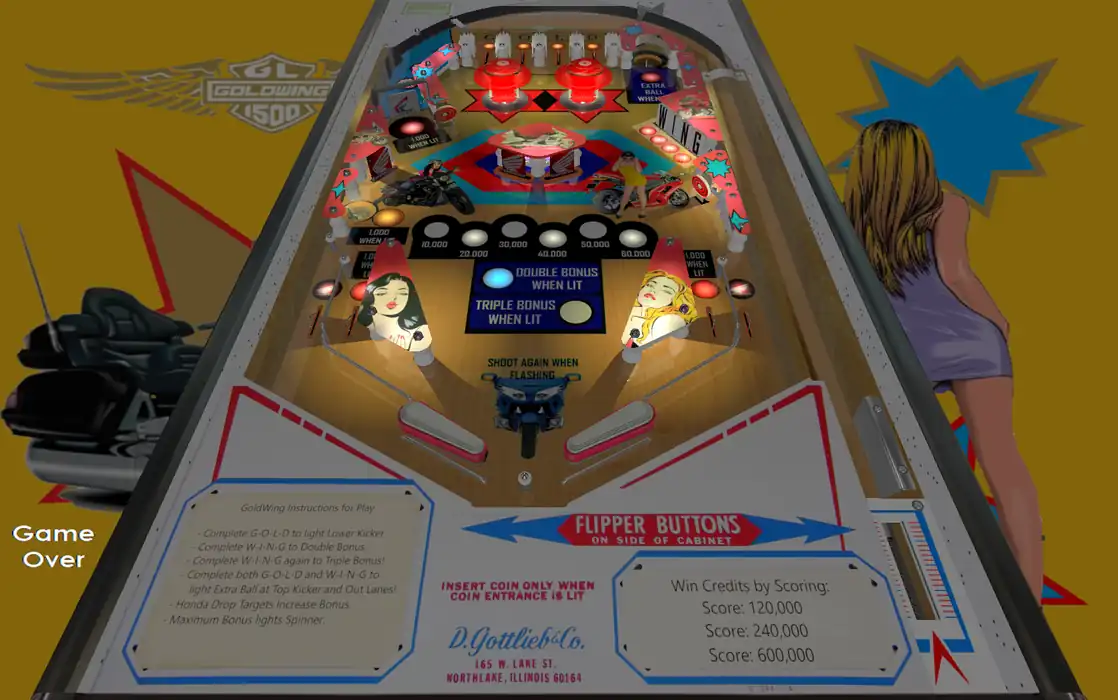 GL1
GOLDWING
1500
EXTRA
BALL
WHEN
WING
1,000
WHEN LIT
1,000
WHEN LIT
10,000
20,000
30,000
40,000
50,000
60,000
WHEN
LIT
1,000
WHEN
LIT
DOUBLE BONUS
WHEN LIT
TRIPLE BONUS
WHEN LIT
SHOOT AGAIN WHEN
FLASHING
Game
Over
GoldWing Instructions for Play
- Complete G-O-L-D to light Lower Kicker
- Complete W-I-N-G to Double Bonus
- Complete W-I-N-G again to Triple Bonus!
- Complete both G-O-L-D and W-I-N-G to
light Extra Ball at Top Kicker and Out Lanes!
- Honda Drop Targets Increase Bonus
- Maximum Bonus lights Spinner
FLIPPER BUTTONS
ON SIDE OF CABINET
INSERT COIN ONLY WHEN
COIN ENTRANCE IS LIT
D. Gottlieb & Co.
165 W. LAKE ST.
NORTHLAKE, ILLINOIS 60164
Win Credits by Scoring:
Score: 120,000
Score: 240,000
Score: 600,000